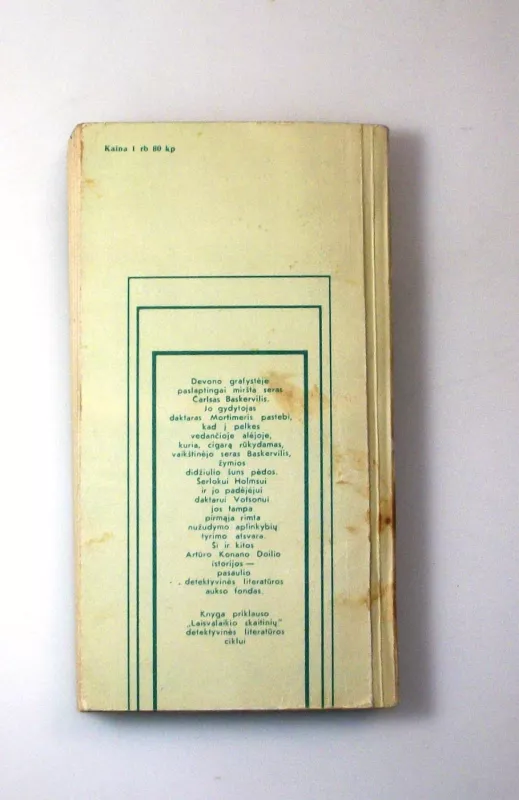 Kaina 1 rb 80 kp
Devono grafystėje
paslaptingai miršta seras
Čarlsas Baskervilis.
Jo gydytojas
daktaras Mortimeris pastebi,
kad į pelkes
vedančioje alėjoje,
kuria, cigarą rūkydamas,
vaikštinėjo seras Baskervilis,
žymios
didžiulio šuns pėdos.
Šerlokui Holmsui
ir jo padėjėjui
daktarui Votsonui
jos tampa
pirmąja rimta
nužudymo aplinkybių
tyrimo atsvara.
Ši ir kitos
Artūro Konano Doilio
istorijos —
pasaulio
detektyvinės literatūros
aukso fondas.
Knyga priklauso
„Laisvalaikio skaitinių“
detektyvinės literatūros
ciklui